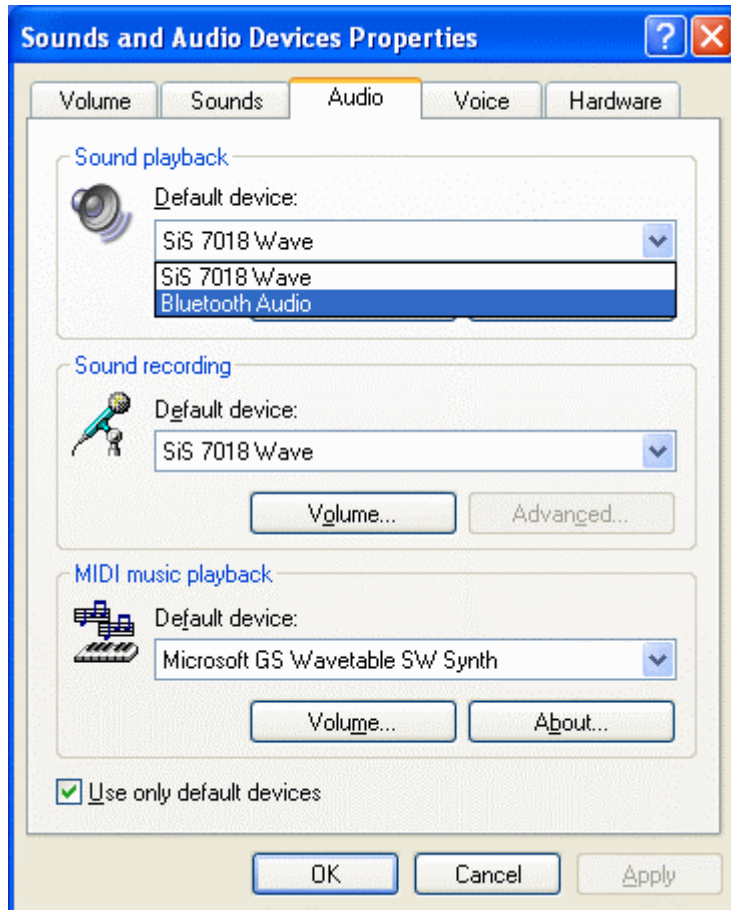 Sounds and Audio Devices Properties
Volume Sounds Audio Voice Hardware
Sound playback
Default device:
SiS 7018 Wave
SiS 7018 Wave
Bluetooth Audio
Sound recording
Default device:
SiS 7018 Wave
Volume... Advanced...
MIDI music playback
Default device:
Microsoft GS Wavetable SW Synth
Volume... About...
Use only default devices
OK Cancel Apply